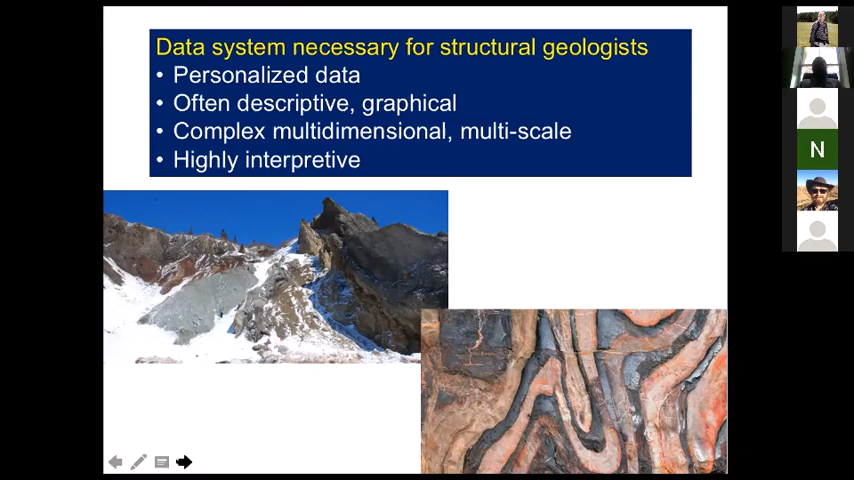 Data system necessary for structural geologists
• Personalized data
• Often descriptive, graphical
• Complex multidimensional, multi-scale
• Highly interpretive
N